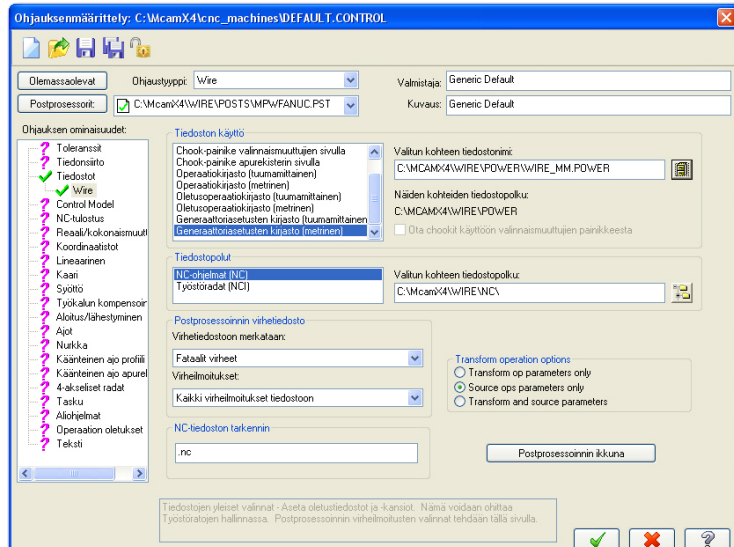 Ohjauksenmäärittely: C:\McamX4\cnc_machines\DEFAULT.CONTROL
Olemassaolevat
Ohjaustyyppi:
Wire
Valmistaja:
Generic Default
Postprosessorit:
C:\McamX4\WIRE\POSTS\MPWFANUC.PST
Kuvaus:
Generic Default
Ohjauksen ominaisuudet:
Toleranssit
Tiedonsiirto
Tiedostot
Wire
Control Model
NC-tulostus
Reaali/kokonaismuutt
Koordinaatistot
Lineaarinen
Kaari
Syöttö
Työkalun kompensoin
Aloitus/lähestyminen
Ajot
Nurkka
Käänteinen ajo profiili
Käänteinen ajo apurel
4-akseliset radat
Tasku
Aliohjelmat
Operaation oletukset
Teksti
Tiedoston käyttö
Chook-painike valinnaismuuttujien sivulla
Chook-painike apurekisterin sivulla
Operaatiokirjasto (tuumamittainen)
Operaatiokirjasto (metrinen)
Oletusoperaatiokirjasto (tuumamittainen)
Oletusoperaatiokirjasto (metrinen)
Generaattoriasetusten kirjasto (tuumamittainen
Generaattoriasetusten kirjasto (metrinen)
Valitun kohteen tiedostonimi:
C:\MCAMX4\WIRE\POWER\WIRE_MM.POWER
Näiden kohteiden tiedostopolku:
C:\MCAMX4\WIRE\POWER
Ota chookit käyttöön valinnaismuuttujien painikkeesta
Tiedostopolut
NC-ohjelmat (NC)
Työstöradat (NCI)
Valitun kohteen tiedostopolku:
C:\McamX4\WIRE\NC\
Postprosessoinnin virhetiedosto
Virhetiedostoon merkataan:
Fataalit virheet
Virheilmoitukset:
Kaikki virheilmoitukset tiedostoon
Transform operation options
Transform op parameters only
Source ops parameters only
Transform and source parameters
NC-tiedoston tarkennin
.nc
Postprosessoinnin ikkuna
Tiedostojen yleiset valinnat - Aseta oletustiedostot ja -kansiot. Nämä voidaan ohittaa
Työstöratojen hallinnassa. Postprosessoinnin virheilmoitusten valinnat tehdään tällä sivulla.